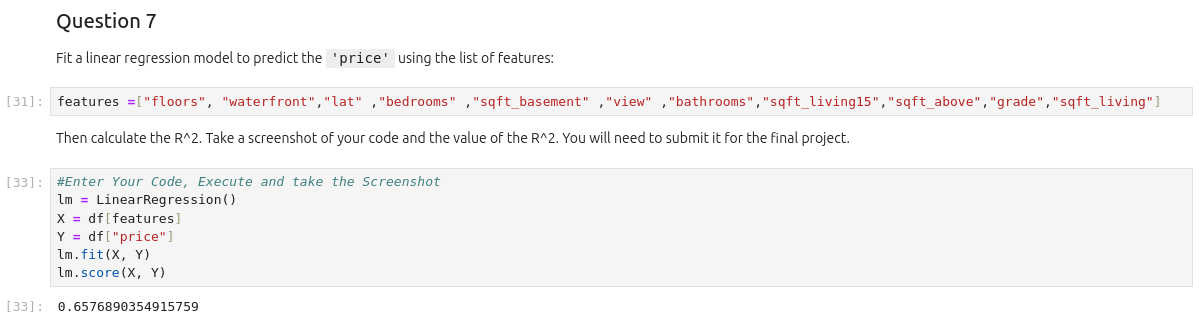 Question 7
Fit a linear regression model to predict the 'price' using the list of features:
[31]: features =["floors", "waterfront","lat" ,"bedrooms" ,"sqft_basement" ,"view" ,"bathrooms","sqft_living15","sqft_above","grade","sqft_living"]
Then calculate the R^2. Take a screenshot of your code and the value of the R^2. You will need to submit it for the final project.
[33]: #Enter Your Code, Execute and take the Screenshot
lm = LinearRegression()
X = df[features]
Y = df["price"]
lm.fit(X, Y)
lm.score(X, Y)
[33]: 0.6576890354915759